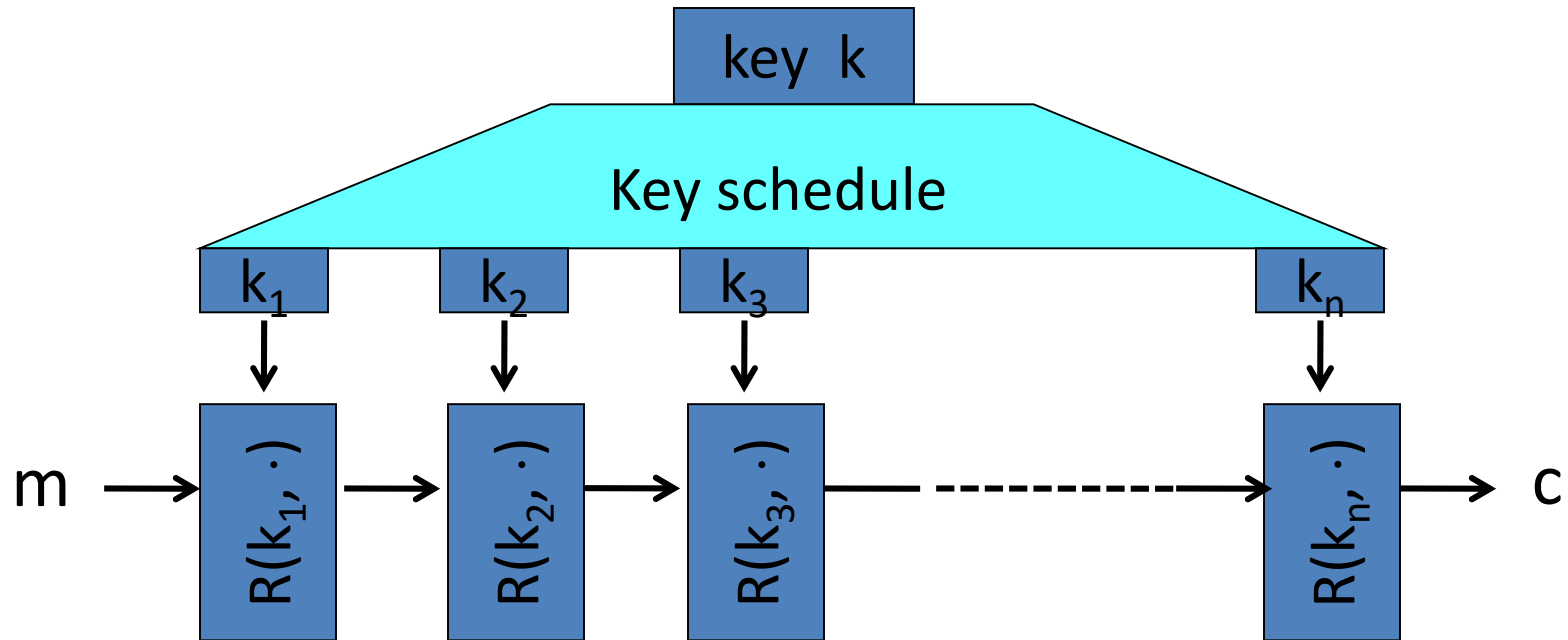 key k
Key schedule
k₁ k₂ k₃ kₙ
m R(k₁, ·) R(k₂, ·) R(k₃, ·) R(kₙ, ·) c